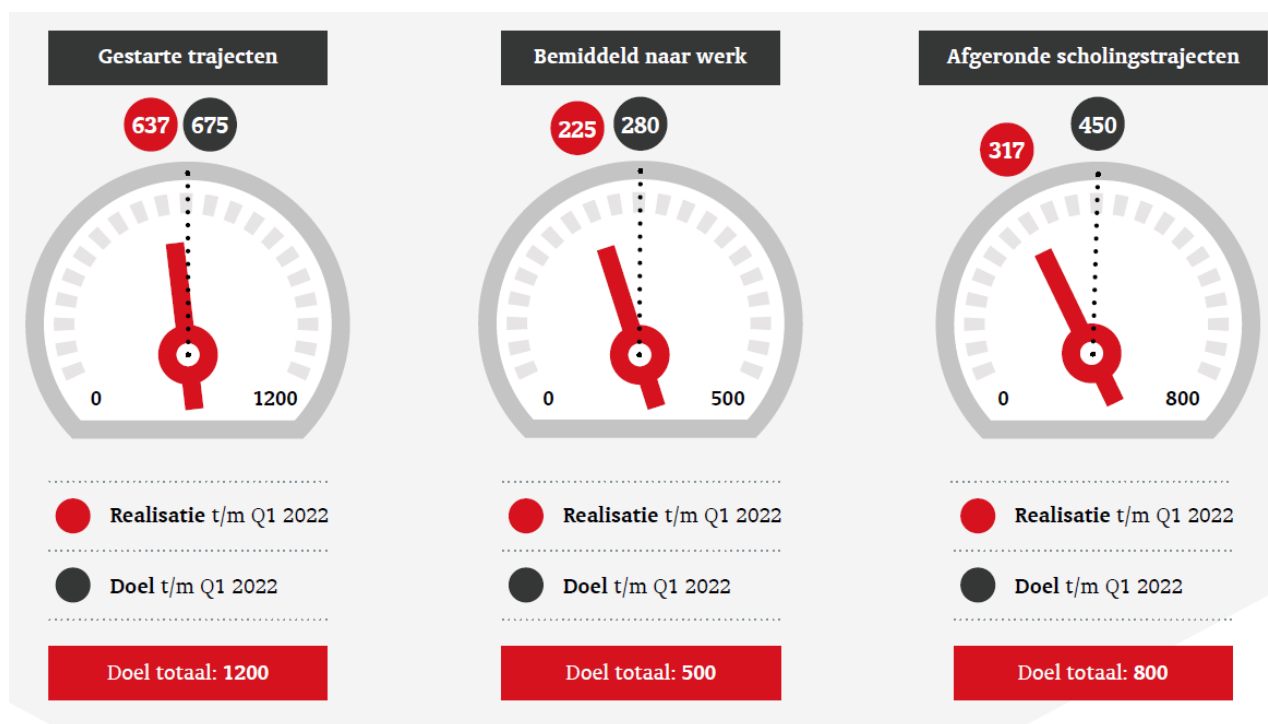 Gestarte trajecten
637 675
0 1200
Realisatie t/m Q1 2022
Doel t/m Q1 2022
Doel totaal: 1200
Bemiddeld naar werk
225 280
0 500
Realisatie t/m Q1 2022
Doel t/m Q1 2022
Doel totaal: 500
Afgeronde scholingstrajecten
317 450
0 800
Realisatie t/m Q1 2022
Doel t/m Q1 2022
Doel totaal: 800